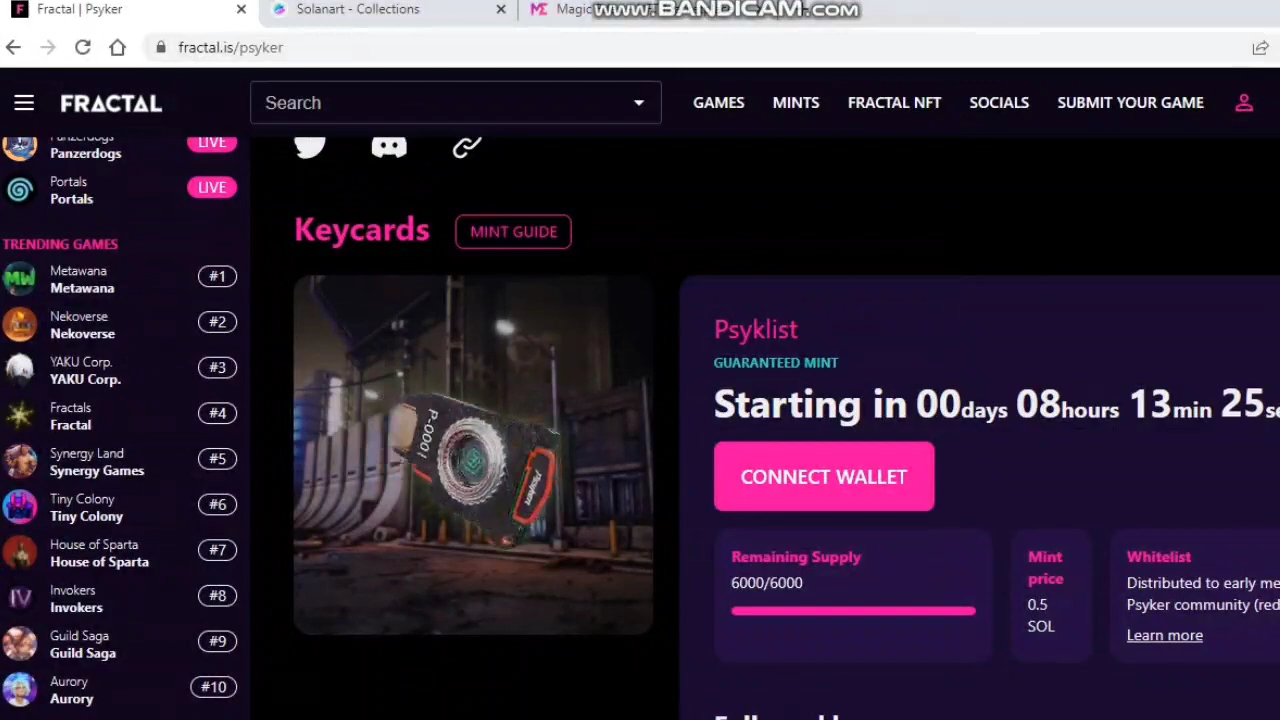 Fractal | Psyker
Solanart - Collections
Magic
www.BANDICAM.com
fractal.is/psyker
FRACTAL
Search
GAMES
MINTS
FRACTAL NFT
SOCIALS
SUBMIT YOUR GAME
Panzerdogs
Panzerdogs
LIVE
Portals
Portals
LIVE
TRENDING GAMES
Metawana
Metawana
#1
Nekoverse
Nekoverse
#2
YAKU Corp.
YAKU Corp.
#3
Fractals
Fractal
#4
Synergy Land
Synergy Games
#5
Tiny Colony
Tiny Colony
#6
House of Sparta
House of Sparta
#7
Invokers
Invokers
#8
Guild Saga
Guild Saga
#9
Aurory
Aurory
#10
Keycards
MINT GUIDE
P-0001
Psyker
Psyklist
GUARANTEED MINT
Starting in 00days 08hours 13min 25se
CONNECT WALLET
Remaining Supply
6000/6000
Mint
price
0.5
SOL
Whitelist
Distributed to early me
Psyker community (red
Learn more